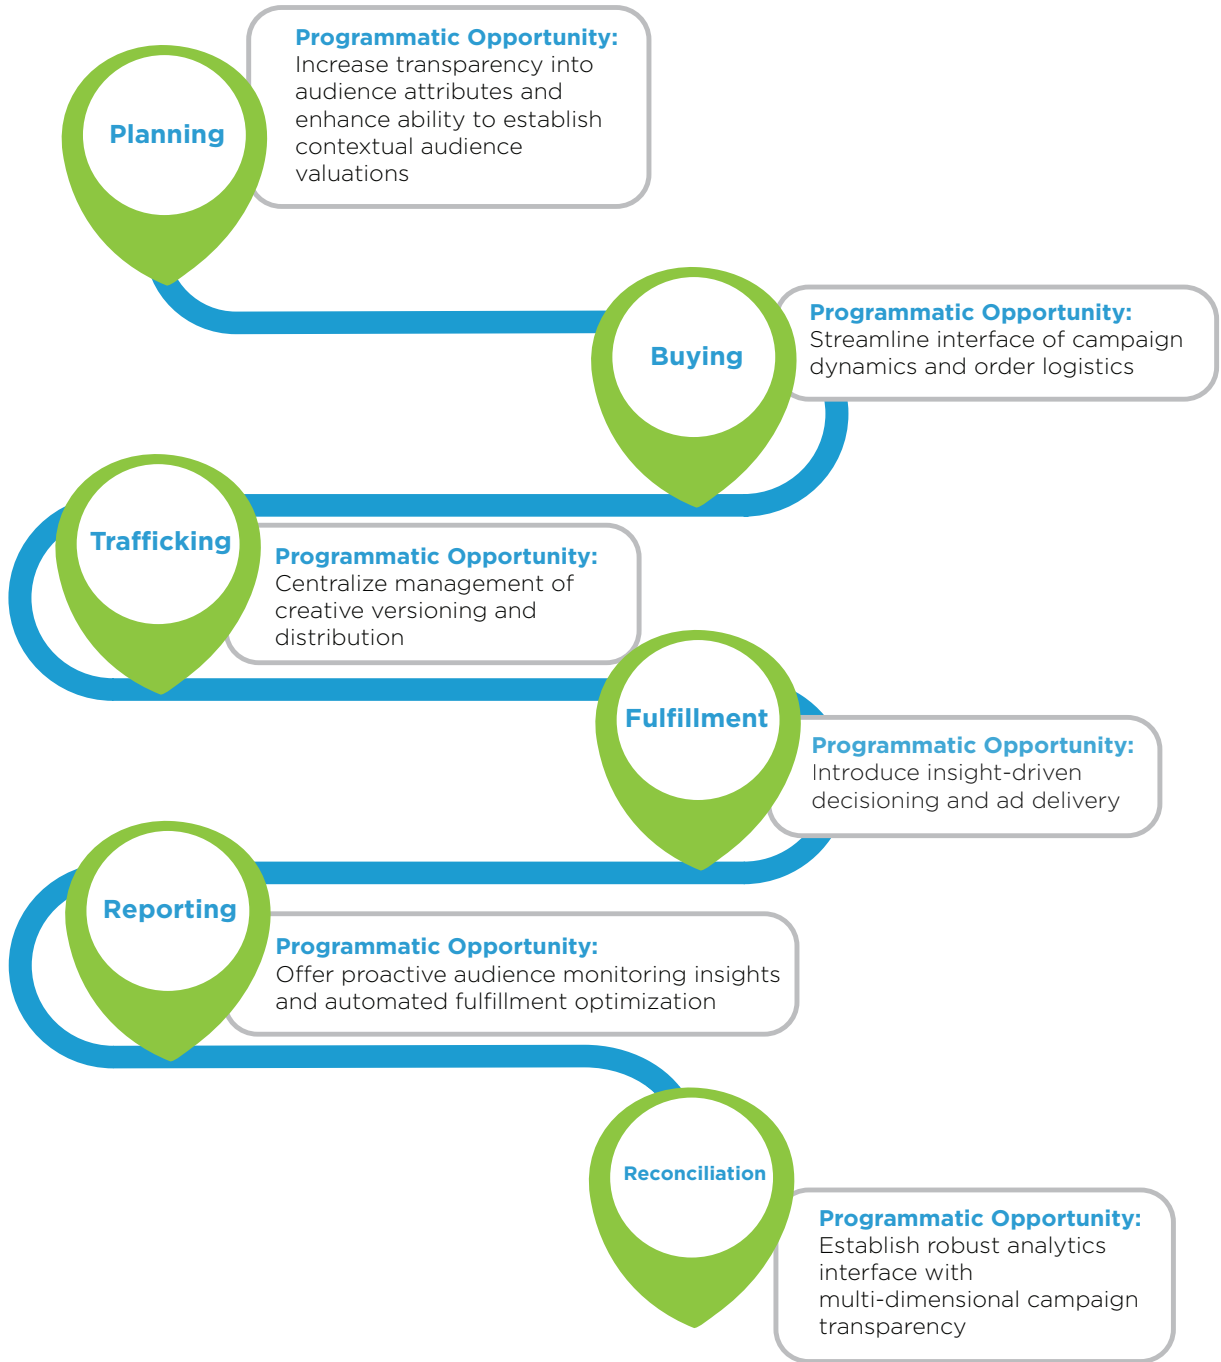 Planning
Programmatic Opportunity:
Increase transparency into
audience attributes and
enhance ability to establish
contextual audience
valuations
Buying
Programmatic Opportunity:
Streamline interface of campaign
dynamics and order logistics
Trafficking
Programmatic Opportunity:
Centralize management of
creative versioning and
distribution
Fulfillment
Programmatic Opportunity:
Introduce insight-driven
decisioning and ad delivery
Reporting
Programmatic Opportunity:
Offer proactive audience monitoring insights
and automated fulfillment optimization
Reconciliation
Programmatic Opportunity:
Establish robust analytics
interface with
multi-dimensional campaign
transparency